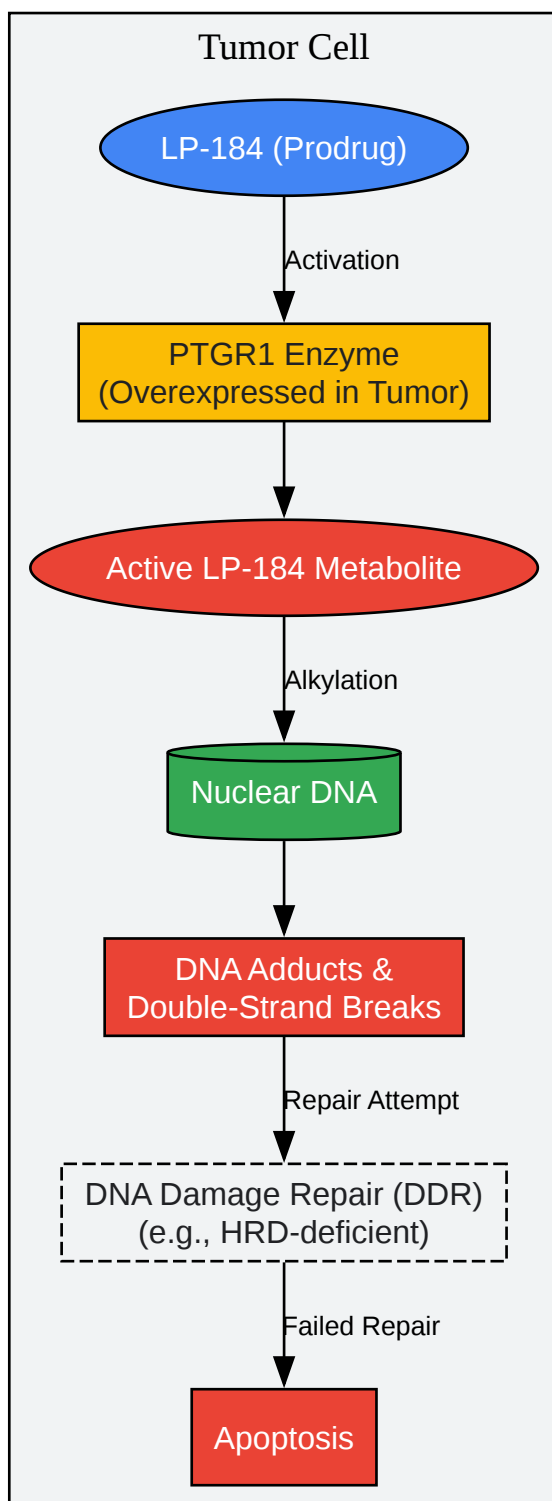 Tumor Cell
LP-184 (Prodrug)
Activation
PTGR1 Enzyme
(Overexpressed in Tumor)
Active LP-184 Metabolite
Alkylation
Nuclear DNA
DNA Adducts &
Double-Strand Breaks
Repair Attempt
DNA Damage Repair (DDR)
(e.g., HRD-deficient)
Failed Repair
Apoptosis